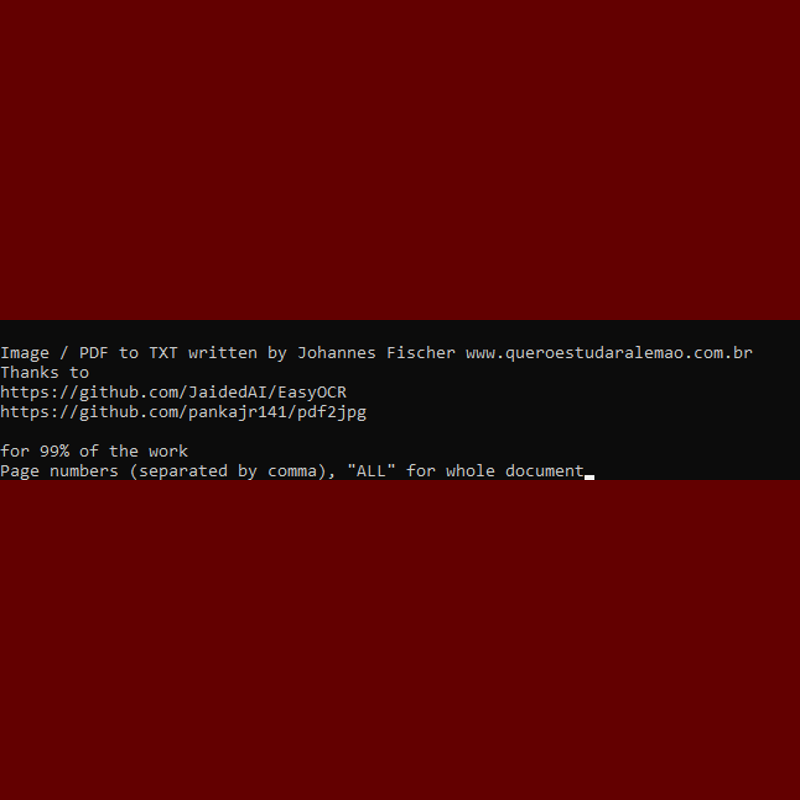 Image / PDF to TXT written by Johannes Fischer www.queroestudaralemao.com.br
Thanks to
https://github.com/JaidedAI/EasyOCR
https://github.com/pankajr141/pdf2jpg
for 99% of the work
Page numbers (separated by comma), "ALL" for whole document